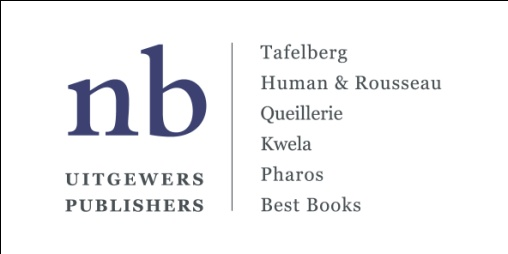 nb
UITGEWERS
PUBLISHERS
Tafelberg
Human & Rousseau
Queillerie
Kwela
Pharos
Best Books